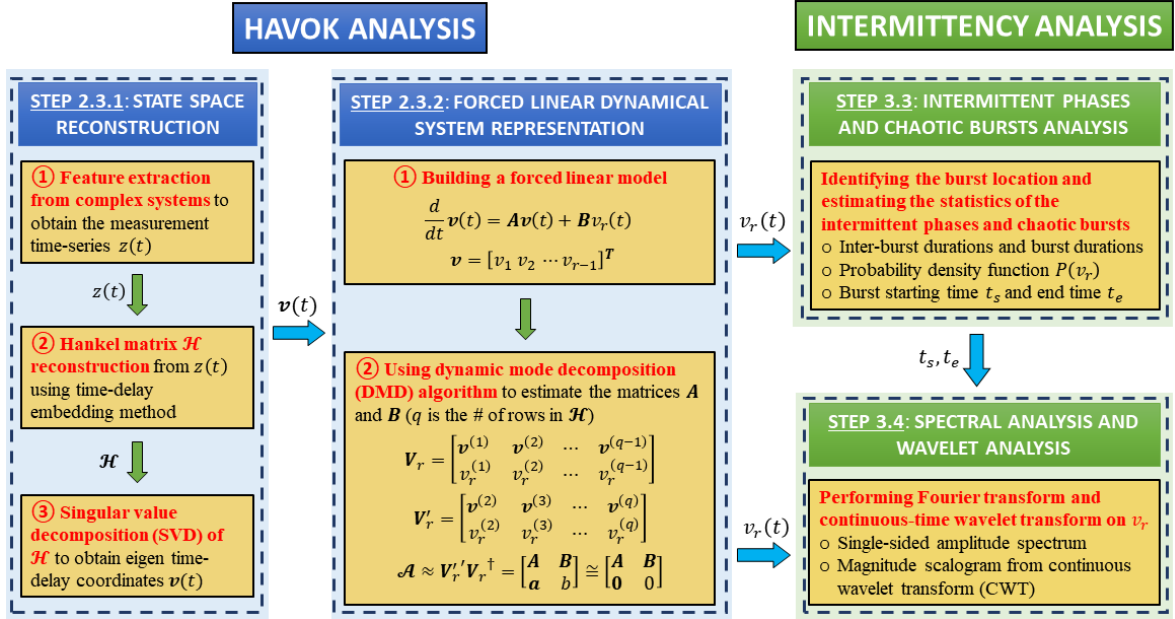 HAVOK ANALYSIS
STEP 2.3.1: STATE SPACE
RECONSTRUCTION
① Feature extraction
from complex systems to
obtain the measurement
time-series z(t)
z(t)
② Hankel matrix ℋ
reconstruction from z(t)
using time-delay
embedding method
ℋ
③ Singular value
decomposition (SVD) of
ℋ to obtain eigen time-
delay coordinates v(t)
v(t)
STEP 2.3.2: FORCED LINEAR DYNAMICAL
SYSTEM REPRESENTATION
① Building a forced linear model
d/dt v(t) = Av(t) + Bv_r(t)
v = [v_1 v_2 ⋯ v_{r−1}]^T
② Using dynamic mode decomposition
(DMD) algorithm to estimate the matrices A
and B (q is the # of rows in ℋ)
V_r = [v^(1) v^(2) ⋯ v^(q−1)
v_r^(1) v_r^(2) ⋯ v_r^(q−1)]
V_r′ = [v^(2) v^(3) ⋯ v^(q)
v_r^(2) v_r^(3) ⋯ v_r^(q)]
𝒜 ≈ V_r′′V_r^† = [A B
a b] ≅ [A B
0 0]
v_r(t)
v_r(t)
INTERMITTENCY ANALYSIS
STEP 3.3: INTERMITTENT PHASES
AND CHAOTIC BURSTS ANALYSIS
Identifying the burst location and
estimating the statistics of the
intermittent phases and chaotic bursts
○ Inter-burst durations and burst durations
○ Probability density function P(v_r)
○ Burst starting time t_s and end time t_e
t_s, t_e
STEP 3.4: SPECTRAL ANALYSIS AND
WAVELET ANALYSIS
Performing Fourier transform and
continuous-time wavelet transform on v_r
○ Single-sided amplitude spectrum
○ Magnitude scalogram from continuous
wavelet transform (CWT)